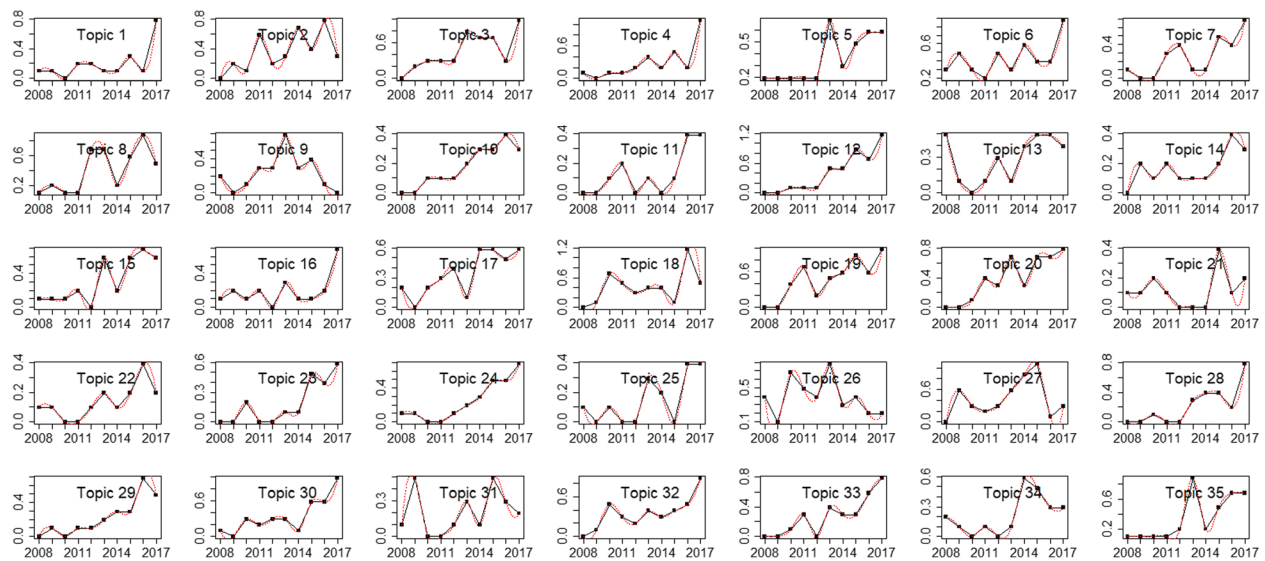 Topic 1
0.0 0.4 0.8
2008 2011 2014 2017
Topic 2
0.0 0.4 0.8
2008 2011 2014 2017
Topic 3
0.0 0.6
2008 2011 2014 2017
Topic 4
0.0 0.6
2008 2011 2014 2017
Topic 5
0.2 0.5
2008 2011 2014 2017
Topic 6
0.2 0.6
2008 2011 2014 2017
Topic 7
0.0 0.4
2008 2011 2014 2017
Topic 8
0.2 0.6
2008 2011 2014 2017
Topic 9
0.0 0.4
2008 2011 2014 2017
Topic 10
0.0 0.2 0.4
2008 2011 2014 2017
Topic 11
0.0 0.2 0.4
2008 2011 2014 2017
Topic 12
0.0 0.6 1.2
2008 2011 2014 2017
Topic 13
0.0 0.3
2008 2011 2014 2017
Topic 14
0.0 0.2 0.4
2008 2011 2014 2017
Topic 15
0.0 0.4
2008 2011 2014 2017
Topic 16
0.0 0.4
2008 2011 2014 2017
Topic 17
0.0 0.3 0.6
2008 2011 2014 2017
Topic 18
0.0 0.6 1.2
2008 2011 2014 2017
Topic 19
0.0 0.6
2008 2011 2014 2017
Topic 20
0.0 0.4 0.8
2008 2011 2014 2017
Topic 21
0.0 0.2 0.4
2008 2011 2014 2017
Topic 22
0.0 0.2 0.4
2008 2011 2014 2017
Topic 23
0.0 0.3 0.6
2008 2011 2014 2017
Topic 24
0.0 0.4
2008 2011 2014 2017
Topic 25
0.0 0.2 0.4
2008 2011 2014 2017
Topic 26
0.1 0.5
2008 2011 2014 2017
Topic 27
0.0 0.6
2008 2011 2014 2017
Topic 28
0.0 0.4 0.8
2008 2011 2014 2017
Topic 29
0.0 0.4
2008 2011 2014 2017
Topic 30
0.0 0.6
2008 2011 2014 2017
Topic 31
0.0 0.3
2008 2011 2014 2017
Topic 32
0.0 0.6
2008 2011 2014 2017
Topic 33
0.0 0.4 0.8
2008 2011 2014 2017
Topic 34
0.0 0.3 0.6
2008 2011 2014 2017
Topic 35
0.2 0.6
2008 2011 2014 2017